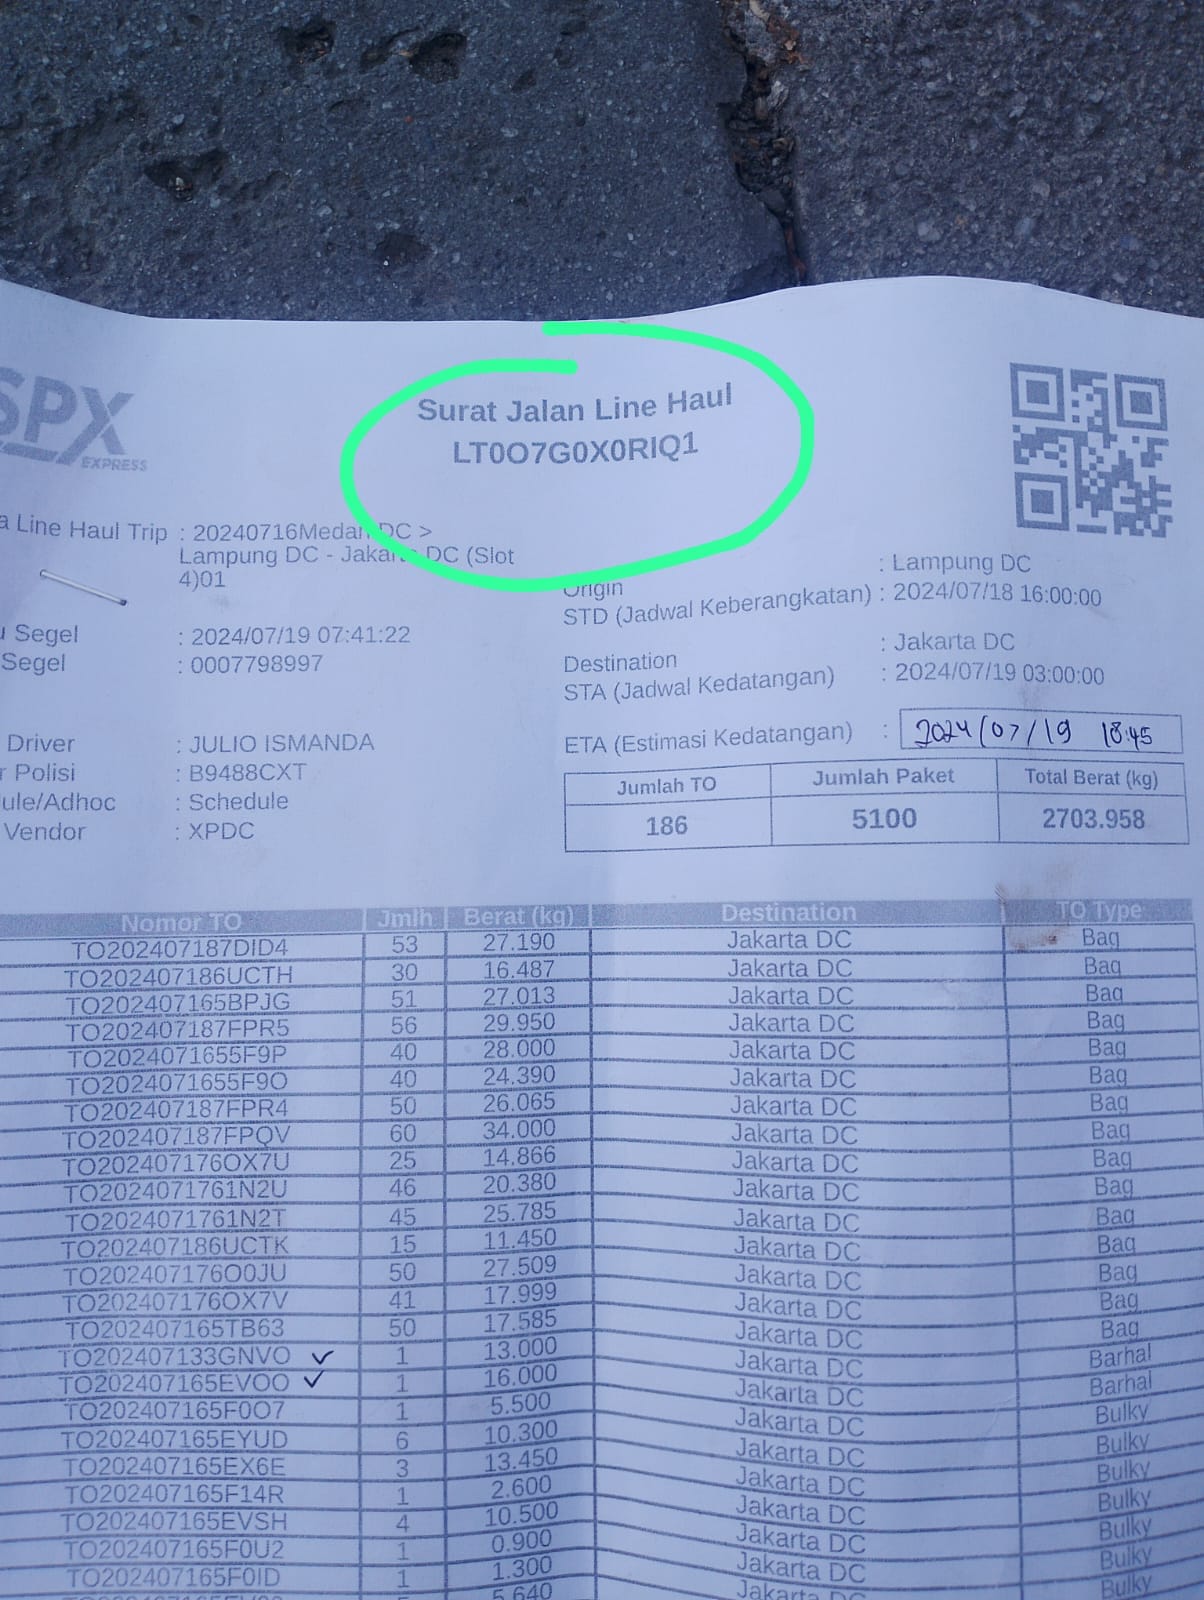 SPX
EXPRESS
Surat Jalan Line Haul
LT0O7G0X0RIQ1
a Line Haul Trip : 20240716Medan DC >
Lampung DC - Jakarta DC (Slot
4)01
Segel : 2024/07/19 07:41:22
Segel : 0007798997
Driver : JULIO ISMANDA
Polisi : B9488CXT
ule/Adhoc : Schedule
Vendor : XPDC
Origin : Lampung DC
STD (Jadwal Keberangkatan) : 2024/07/18 16:00:00
Destination : Jakarta DC
STA (Jadwal Kedatangan) : 2024/07/19 03:00:00
ETA (Estimasi Kedatangan) : 2024/07/19 18:45
Jumlah TO Jumlah Paket Total Berat (kg)
186 5100 2703.958
Nomor TO Jmlh Berat (kg) Destination TO Type
TO202407187DID4 53 27.190 Jakarta DC Bag
TO202407186UCTH 30 16.487 Jakarta DC Bag
TO202407165BPJG 51 27.013 Jakarta DC Bag
TO202407187FPR5 56 29.950 Jakarta DC Bag
TO2024071655F9P 40 28.000 Jakarta DC Bag
TO2024071655F9O 40 24.390 Jakarta DC Bag
TO202407187FPR4 50 26.065 Jakarta DC Bag
TO202407187FPQV 60 34.000 Jakarta DC Bag
TO202407176OX7U 25 14.866 Jakarta DC Bag
TO2024071761N2U 46 20.380 Jakarta DC Bag
TO2024071761N2T 45 25.785 Jakarta DC Bag
TO202407186UCTK 15 11.450 Jakarta DC Bag
TO202407176O0JU 50 27.509 Jakarta DC Bag
TO202407176OX7V 41 17.999 Jakarta DC Bag
TO202407165TB63 50 17.585 Jakarta DC Bag
TO202407133GNVO ✓ 1 13.000 Jakarta DC Barhal
TO202407165EVOO ✓ 1 16.000 Jakarta DC Barhal
TO202407165F0O7 1 5.500 Jakarta DC Bulky
TO202407165EYUD 6 10.300 Jakarta DC Bulky
TO202407165EX6E 3 13.450 Jakarta DC Bulky
TO202407165F14R 1 2.600 Jakarta DC Bulky
TO202407165EVSH 4 10.500 Jakarta DC Bulky
TO202407165F0U2 1 0.900 Jakarta DC Bulky
TO202407165F0ID 1 1.300 Jakarta DC Bulky
5.640 Jakarta DC